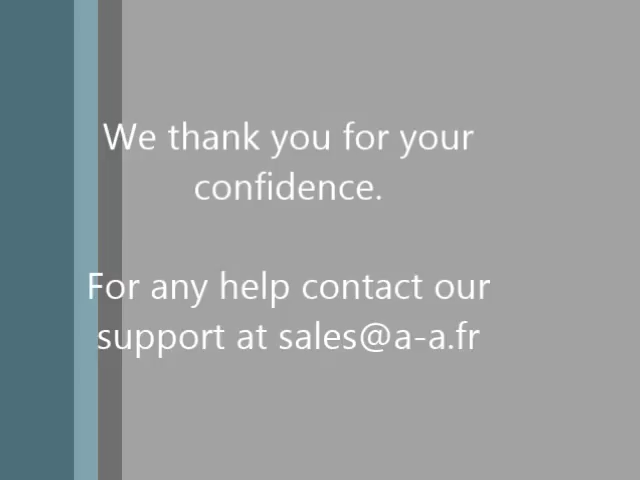 We thank you for your
confidence.
For any help contact our
support at sales@a-a.fr